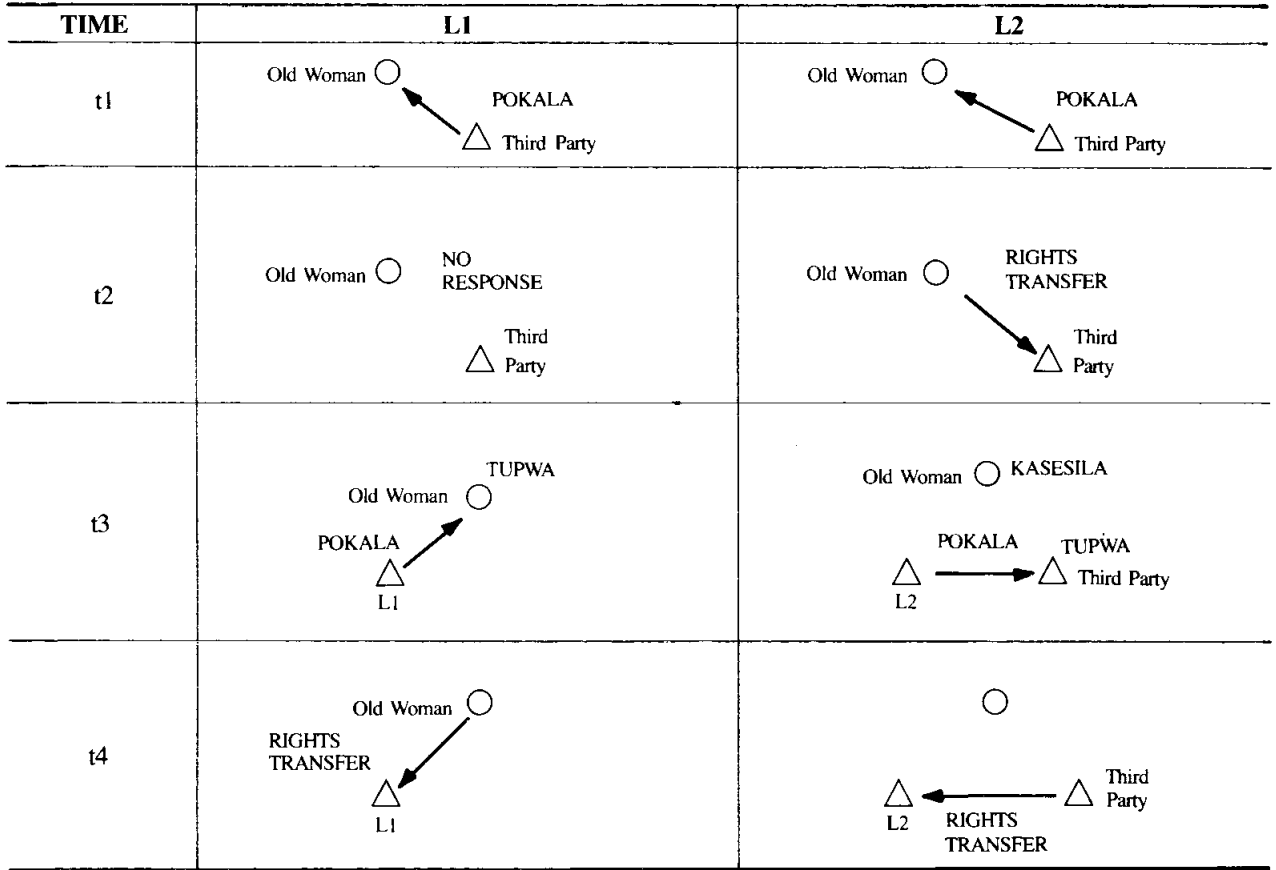 TIME L1 L2
t1
Old Woman
POKALA
Third Party
Old Woman
POKALA
Third Party
t2
Old Woman
NO
RESPONSE
Third
Party
Old Woman
RIGHTS
TRANSFER
Third
Party
t3
TUPWA
Old Woman
POKALA
L1
Old Woman KASESILA
POKALA TUPWA
Third Party
L2
t4
Old Woman
RIGHTS
TRANSFER
L1
Third
Party
L2
RIGHTS
TRANSFER